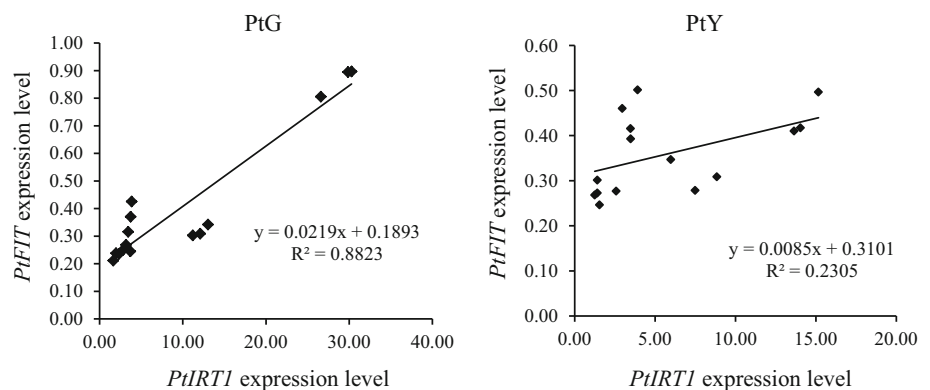 PtG
PtFIT expression level
1.00
0.90
0.80
0.70
0.60
0.50
0.40
0.30
0.20
0.10
0.00
y = 0.0219x + 0.1893
R² = 0.8823
0.00 10.00 20.00 30.00 40.00
PtIRT1 expression level
PtY
PtFIT expression level
0.60
0.50
0.40
0.30
0.20
0.10
0.00
y = 0.0085x + 0.3101
R² = 0.2305
0.00 5.00 10.00 15.00 20.00
PtIRT1 expression level